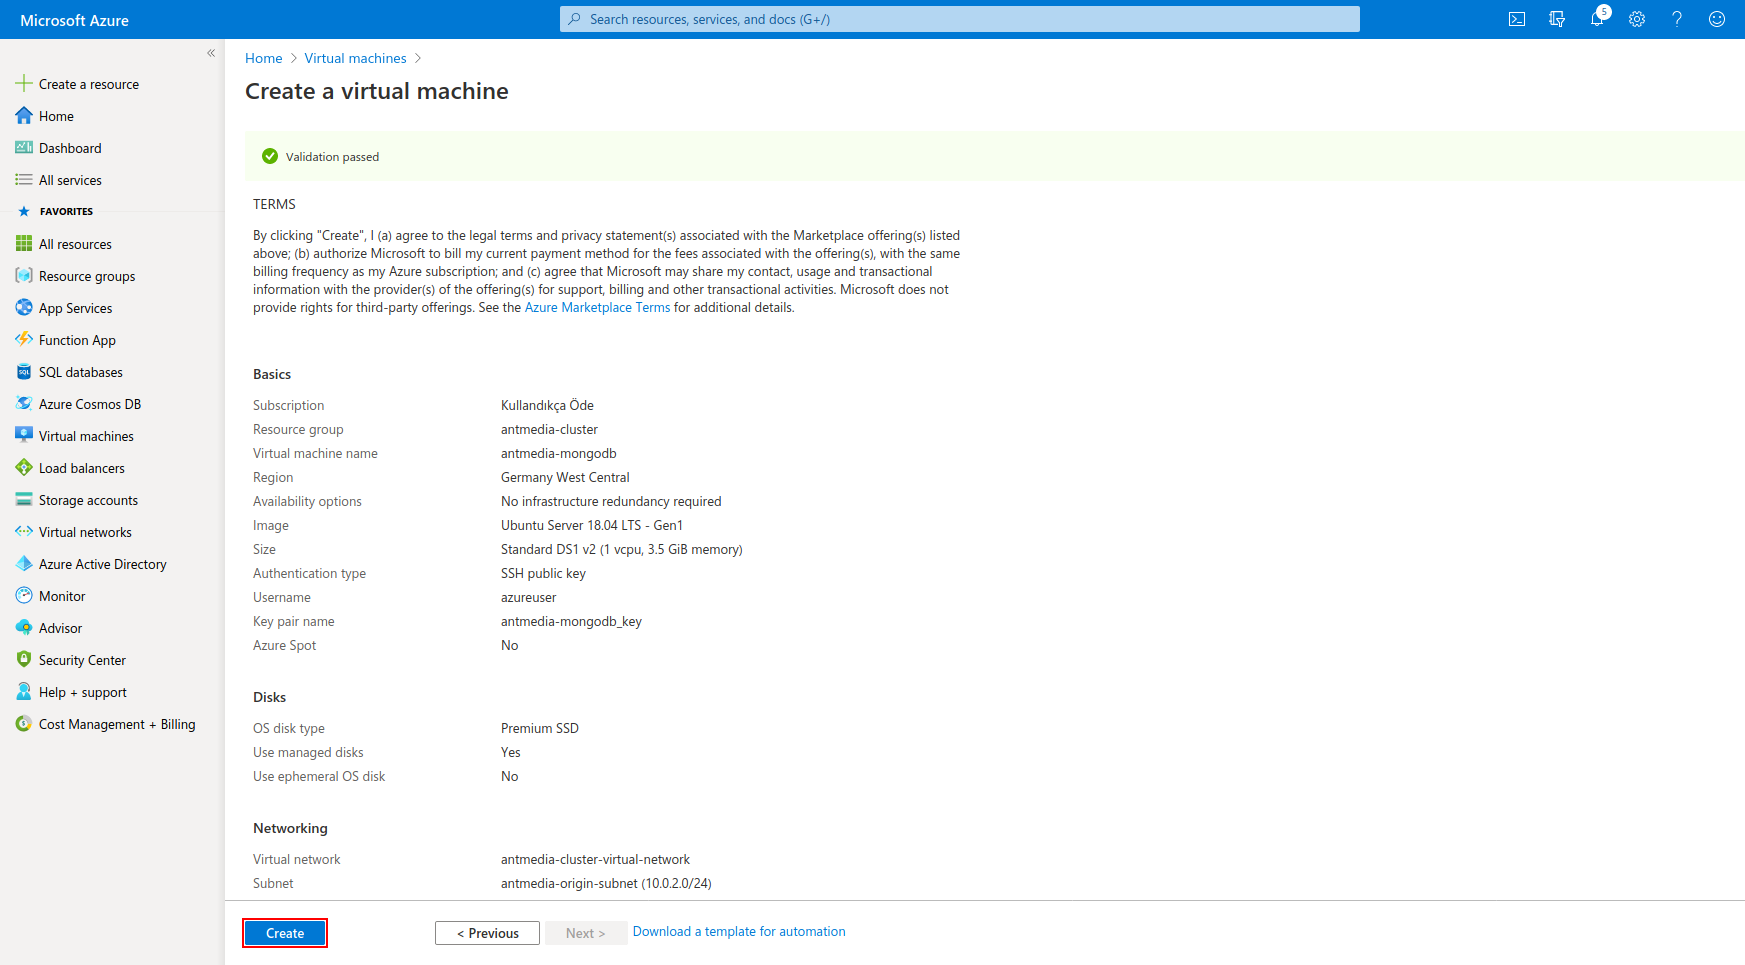 Microsoft Azure
Search resources, services, and docs (G+/)
5
«
Create a resource
Home
Dashboard
All services
FAVORITES
All resources
Resource groups
App Services
Function App
SQL databases
Azure Cosmos DB
Virtual machines
Load balancers
Storage accounts
Virtual networks
Azure Active Directory
Monitor
Advisor
Security Center
Help + support
Cost Management + Billing
Home > Virtual machines >
Create a virtual machine
Validation passed
TERMS
By clicking "Create", I (a) agree to the legal terms and privacy statement(s) associated with the Marketplace offering(s) listed
above; (b) authorize Microsoft to bill my current payment method for the fees associated with the offering(s), with the same
billing frequency as my Azure subscription; and (c) agree that Microsoft may share my contact, usage and transactional
information with the provider(s) of the offering(s) for support, billing and other transactional activities. Microsoft does not
provide rights for third-party offerings. See the Azure Marketplace Terms for additional details.
Basics
Subscription Kullandıkça Öde
Resource group antmedia-cluster
Virtual machine name antmedia-mongodb
Region Germany West Central
Availability options No infrastructure redundancy required
Image Ubuntu Server 18.04 LTS - Gen1
Size Standard DS1 v2 (1 vcpu, 3.5 GiB memory)
Authentication type SSH public key
Username azureuser
Key pair name antmedia-mongodb_key
Azure Spot No
Disks
OS disk type Premium SSD
Use managed disks Yes
Use ephemeral OS disk No
Networking
Virtual network antmedia-cluster-virtual-network
Subnet antmedia-origin-subnet (10.0.2.0/24)
Create < Previous Next > Download a template for automation